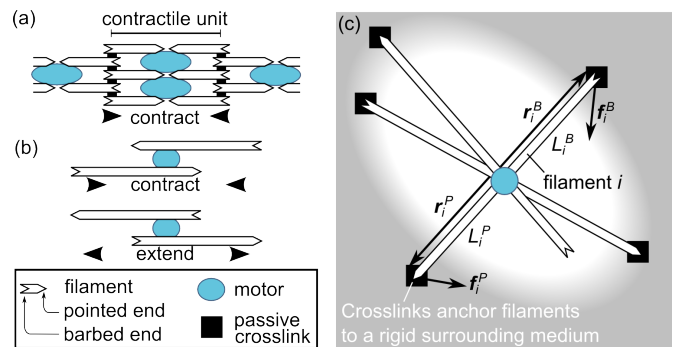 (a)
contractile unit
contract
(b)
contract
extend
filament
pointed end
barbed end
motor
passive
crosslink
(c)
r_i^B
f_i^B
L_i^B
filament i
r_i^P
L_i^P
f_i^P
Crosslinks anchor filaments
to a rigid surrounding medium